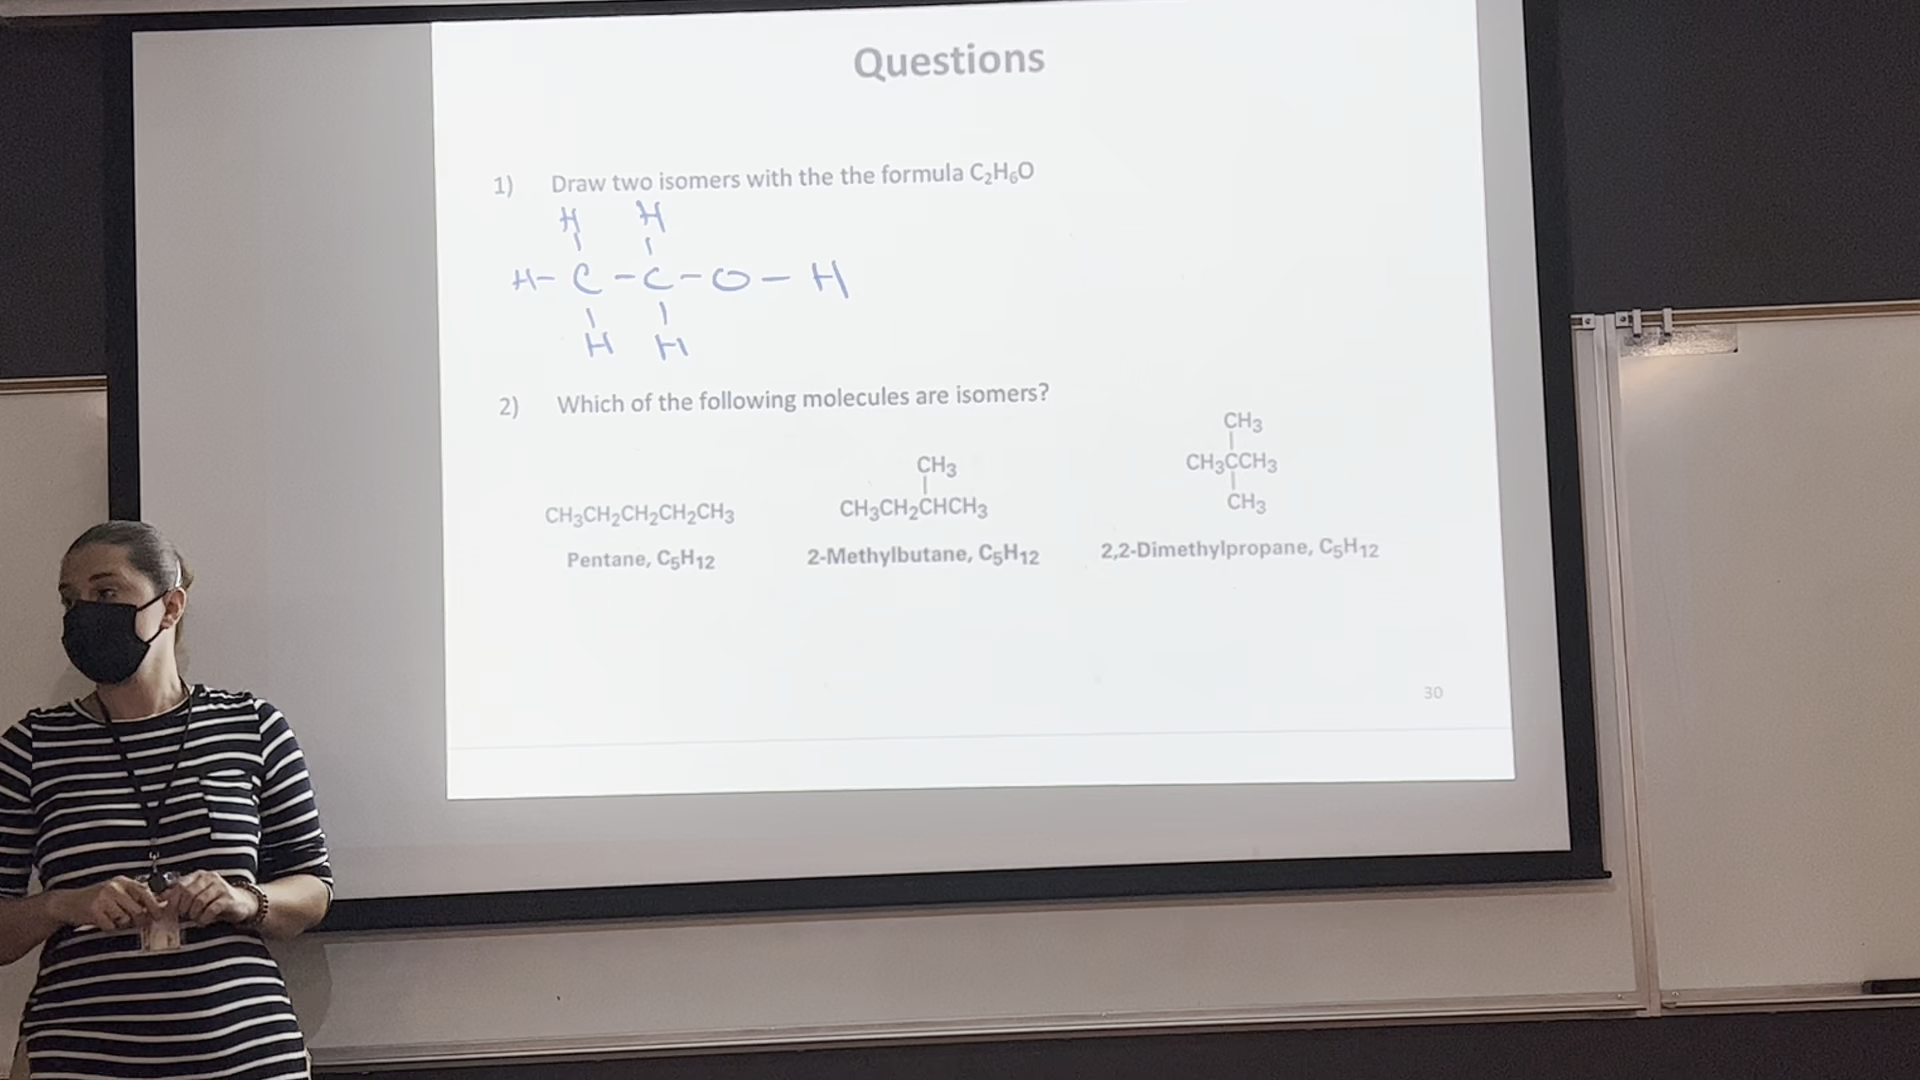 Questions
1) Draw two isomers with the the formula C₂H₆O
H H
H-C-C-O-H
H H
2) Which of the following molecules are isomers?
CH₃CH₂CH₂CH₂CH₃
Pentane, C₅H₁₂
CH₃
CH₃CH₂CHCH₃
2-Methylbutane, C₅H₁₂
CH₃
CH₃CCH₃
CH₃
2,2-Dimethylpropane, C₅H₁₂
30